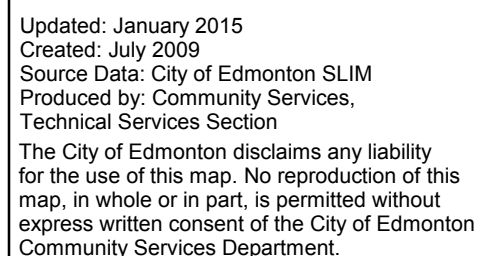 Updated: January 2015
Created: July 2009
Source Data: City of Edmonton SLIM
Produced by: Community Services,
Technical Services Section
The City of Edmonton disclaims any liability
for the use of this map. No reproduction of this
map, in whole or in part, is permitted without
express written consent of the City of Edmonton
Community Services Department.